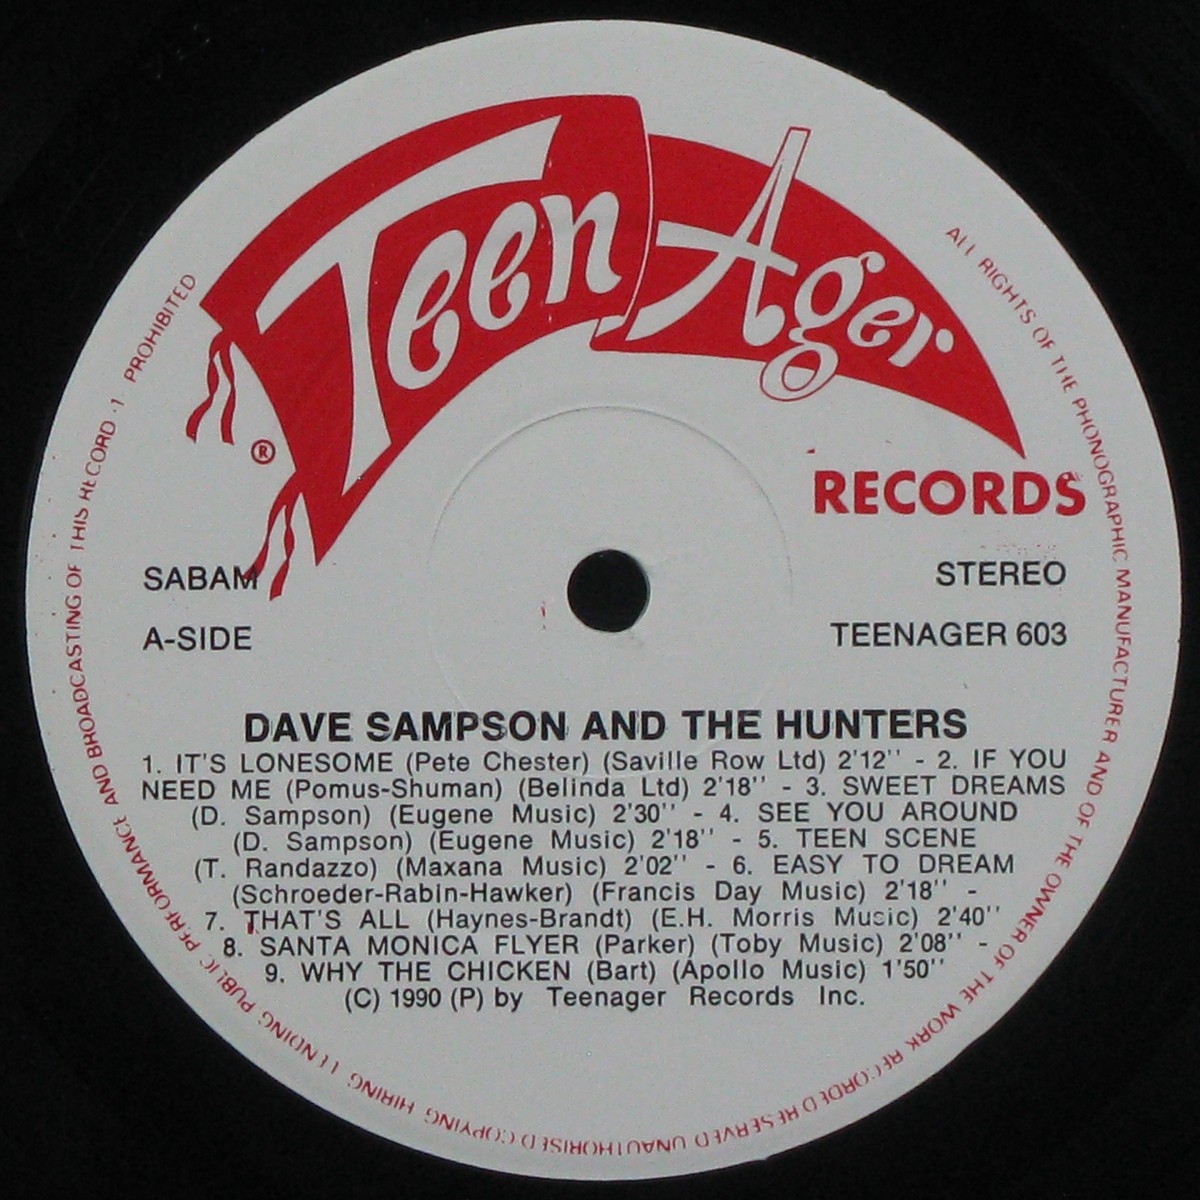 Teen Ager
®
RECORDS
SABAM
STEREO
A-SIDE
TEENAGER 603
DAVE SAMPSON AND THE HUNTERS
1. IT'S LONESOME (Pete Chester) (Saville Row Ltd) 2'12'' - 2. IF YOU
NEED ME (Pomus-Shuman) (Belinda Ltd) 2'18'' - 3. SWEET DREAMS
(D. Sampson) (Eugene Music) 2'30'' - 4. SEE YOU AROUND
(D. Sampson) (Eugene Music) 2'18'' - 5. TEEN SCENE
(T. Randazzo) (Maxana Music) 2'02'' - 6. EASY TO DREAM
(Schroeder-Rabin-Hawker) (Francis Day Music) 2'18'' -
7. THAT'S ALL (Haynes-Brandt) (E.H. Morris Music) 2'40''
8. SANTA MONICA FLYER (Parker) (Toby Music) 2'08'' -
9. WHY THE CHICKEN (Bart) (Apollo Music) 1'50''
(C) 1990 (P) by Teenager Records Inc.
ALL RIGHTS OF THE PHONOGRAPHIC MANUFACTURER AND OF THE OWNER OF THE WORK RECORDED RESERVED UNAUTHORISED COPYING HIRING LENDING PUBLIC PERFORMANCE AND BROADCASTING OF THIS RECORD PROHIBITED